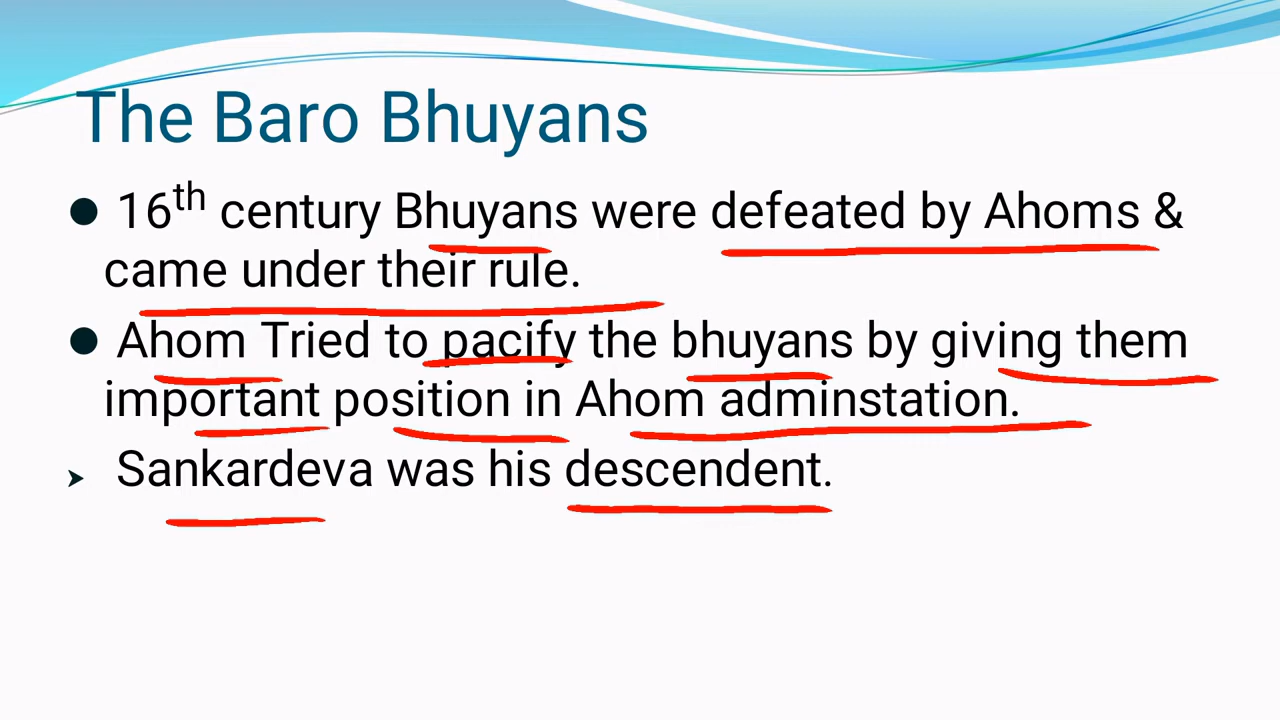 The Baro Bhuyans
● 16th century Bhuyans were defeated by Ahoms &
came under their rule.
● Ahom Tried to pacify the bhuyans by giving them
important position in Ahom adminstation.
➤ Sankardeva was his descendent.